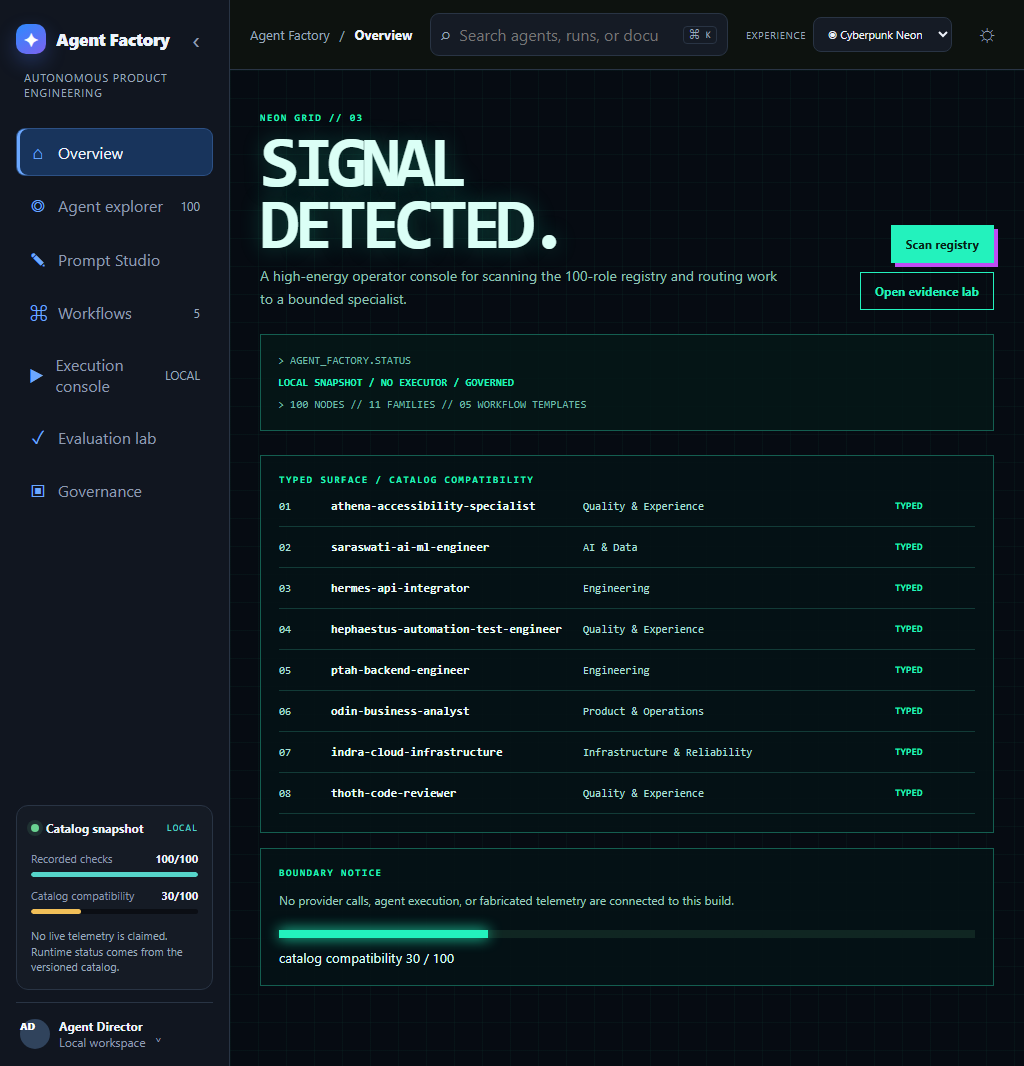 Agent Factory
AUTONOMOUS PRODUCT
ENGINEERING
Overview
Agent explorer 100
Prompt Studio
Workflows 5
Execution
console
LOCAL
Evaluation lab
Governance
Catalog snapshot LOCAL
Recorded checks 100/100
Catalog compatibility 30/100
No live telemetry is claimed.
Runtime status comes from the
versioned catalog.
AD
Agent Director
Local workspace
Agent Factory / Overview
Search agents, runs, or docu ⌘ K
EXPERIENCE
◉ Cyberpunk Neon
NEON GRID // 03
SIGNAL
DETECTED.
A high-energy operator console for scanning the 100-role registry and routing work
to a bounded specialist.
Scan registry
Open evidence lab
> AGENT_FACTORY.STATUS
LOCAL SNAPSHOT / NO EXECUTOR / GOVERNED
> 100 NODES // 11 FAMILIES // 05 WORKFLOW TEMPLATES
TYPED SURFACE / CATALOG COMPATIBILITY
01 athena-accessibility-specialist Quality & Experience TYPED
02 saraswati-ai-ml-engineer AI & Data TYPED
03 hermes-api-integrator Engineering TYPED
04 hephaestus-automation-test-engineer Quality & Experience TYPED
05 ptah-backend-engineer Engineering TYPED
06 odin-business-analyst Product & Operations TYPED
07 indra-cloud-infrastructure Infrastructure & Reliability TYPED
08 thoth-code-reviewer Quality & Experience TYPED
BOUNDARY NOTICE
No provider calls, agent execution, or fabricated telemetry are connected to this build.
catalog compatibility 30 / 100